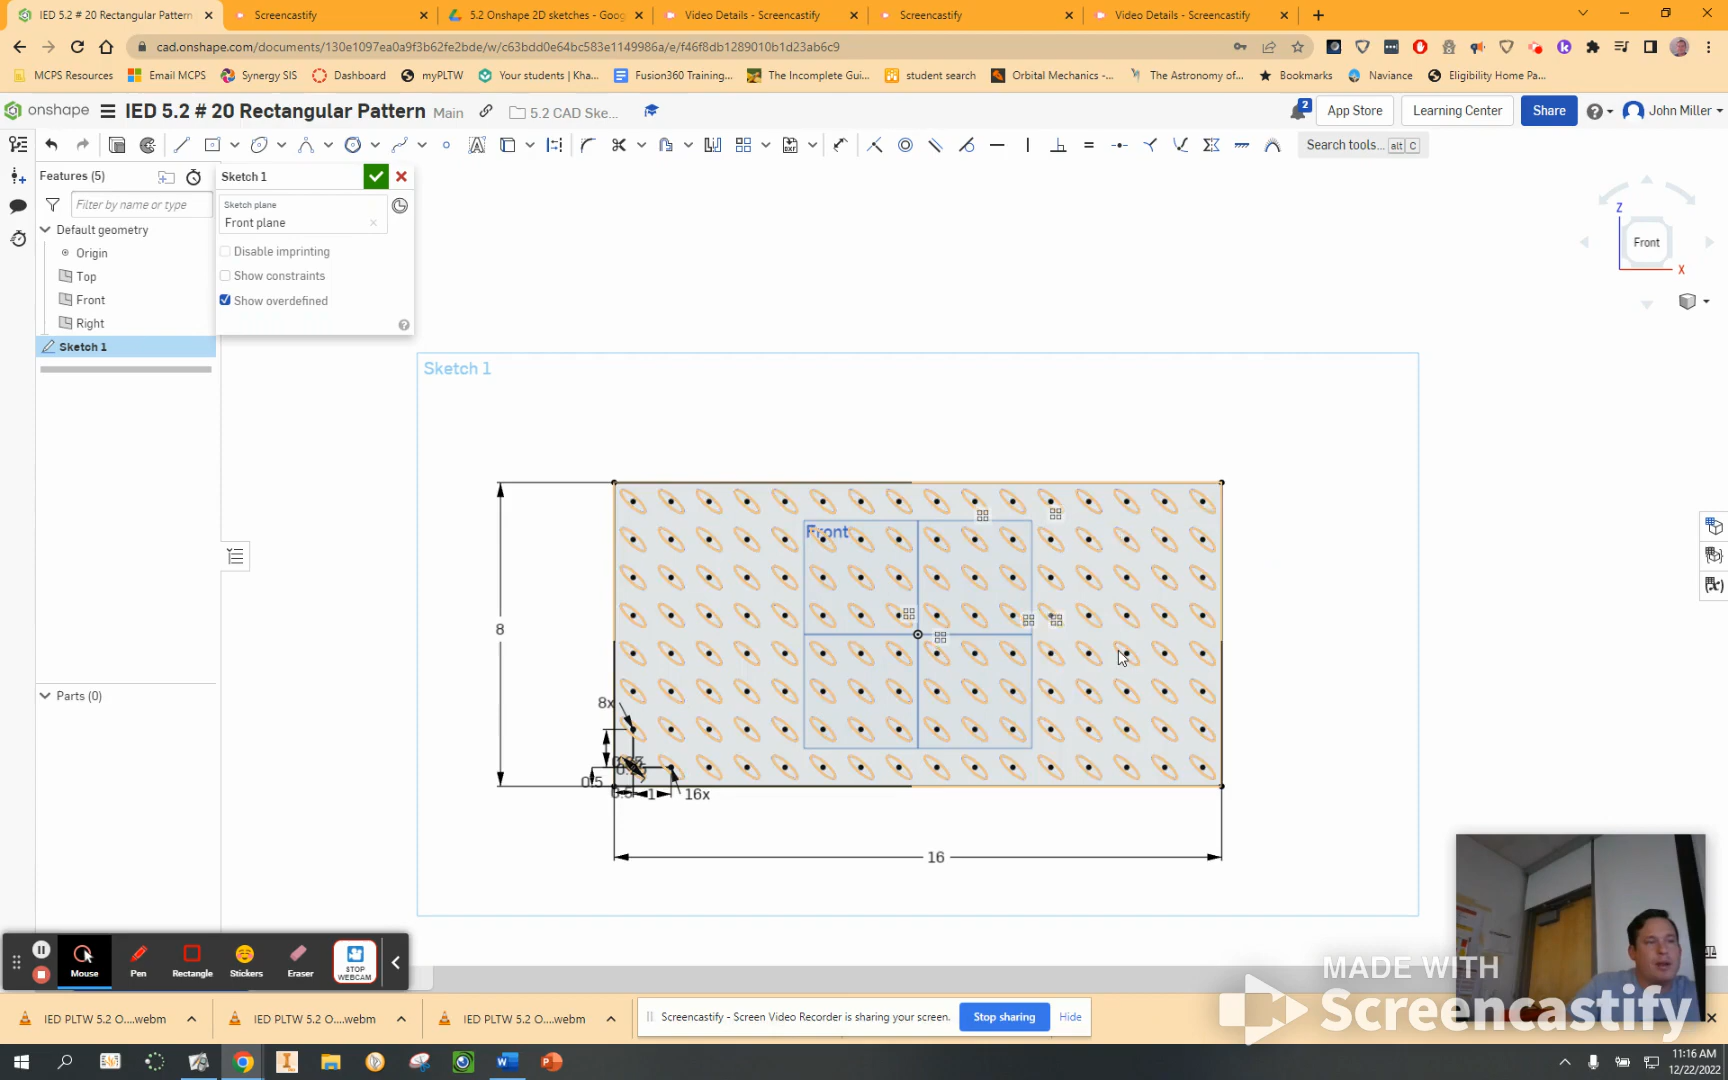 IED 5.2 # 20 Rectangular Pattern
Screencastify
5.2 Onshape 2D sketches - Goog
Video Details - Screencastify
Screencastify
Video Details - Screencastify
cad.onshape.com/documents/130e1097ea0a9f3b62fe2bde/w/c63bdd0e64bc583e1149986a/e/f46f8db1289010b1d23ab6c9
MCPS Resources
Email MCPS
Synergy SIS
Dashboard
myPLTW
Your students | Kha...
Fusion360 Training...
The Incomplete Gui...
student search
Orbital Mechanics -...
The Astronomy of...
Bookmarks
Naviance
Eligibility Home Pa...
onshape
IED 5.2 # 20 Rectangular Pattern
Main
5.2 CAD Ske...
2
App Store
Learning Center
Share
John Miller
Search tools... alt C
Features (5)
Filter by name or type
Default geometry
Origin
Top
Front
Right
Sketch 1
Parts (0)
Sketch 1
Sketch plane
Front plane
Disable imprinting
Show constraints
Show overdefined
Z
Front
X
Sketch 1
Front
8
8x
0.5
0.5
1
16x
16
Mouse
Pen
Rectangle
Stickers
Eraser
STOP
WEBCAM
MADE WITH
Screencastify
IED PLTW 5.2 O....webm
IED PLTW 5.2 O....webm
IED PLTW 5.2 O....webm
Screencastify - Screen Video Recorder is sharing your screen.
Stop sharing
Hide
11:16 AM
12/22/2022